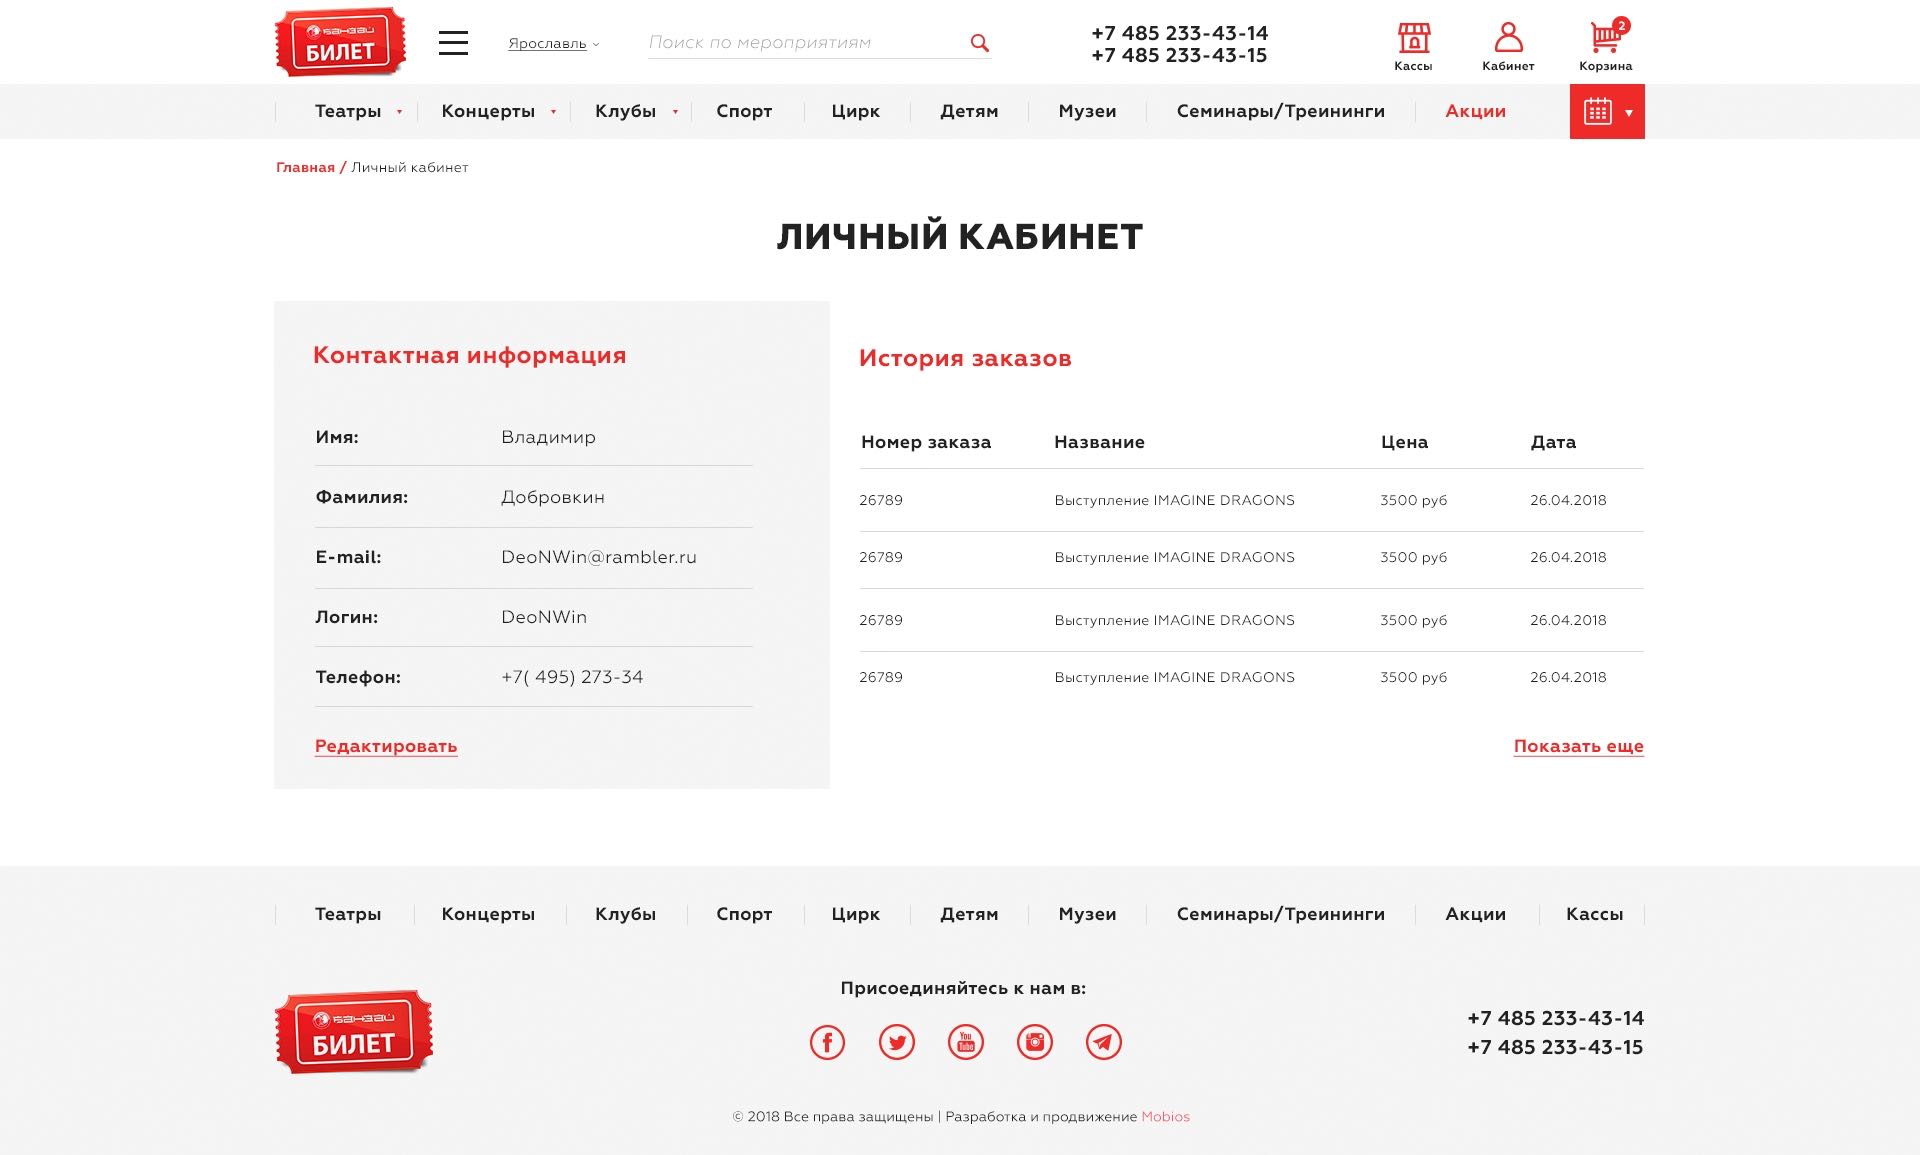 Банзай
БИЛЕТ
Ярославль
Поиск по мероприятиям
+7 485 233-43-14
+7 485 233-43-15
Кассы
Кабинет
2
Корзина
Театры Концерты Клубы Спорт Цирк Детям Музеи Семинары/Треининги Акции
Главная / Личный кабинет
ЛИЧНЫЙ КАБИНЕТ
Контактная информация
Имя: Владимир
Фамилия: Добровкин
E-mail: DeoNWin@rambler.ru
Логин: DeoNWin
Телефон: +7( 495) 273-34
Редактировать
История заказов
Номер заказа Название Цена Дата
26789 Выступление IMAGINE DRAGONS 3500 руб 26.04.2018
26789 Выступление IMAGINE DRAGONS 3500 руб 26.04.2018
26789 Выступление IMAGINE DRAGONS 3500 руб 26.04.2018
26789 Выступление IMAGINE DRAGONS 3500 руб 26.04.2018
Показать еще
Театры Концерты Клубы Спорт Цирк Детям Музеи Семинары/Треининги Акции Кассы
Банзай
БИЛЕТ
Присоединяйтесь к нам в:
You
Tube
+7 485 233-43-14
+7 485 233-43-15
© 2018 Все права защищены | Разработка и продвижение Mobios